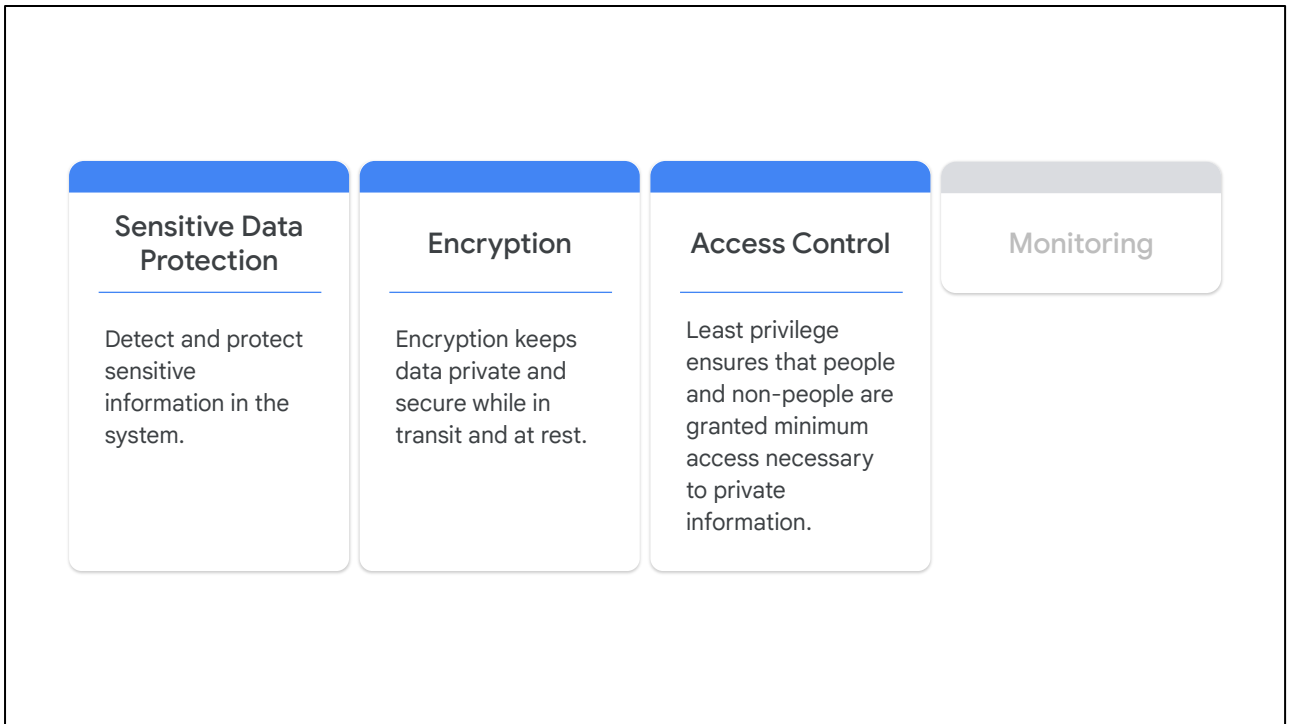 Sensitive Data
Protection
Detect and protect
sensitive
information in the
system.
Encryption
Encryption keeps
data private and
secure while in
transit and at rest.
Access Control
Least privilege
ensures that people
and non-people are
granted minimum
access necessary
to private
information.
Monitoring